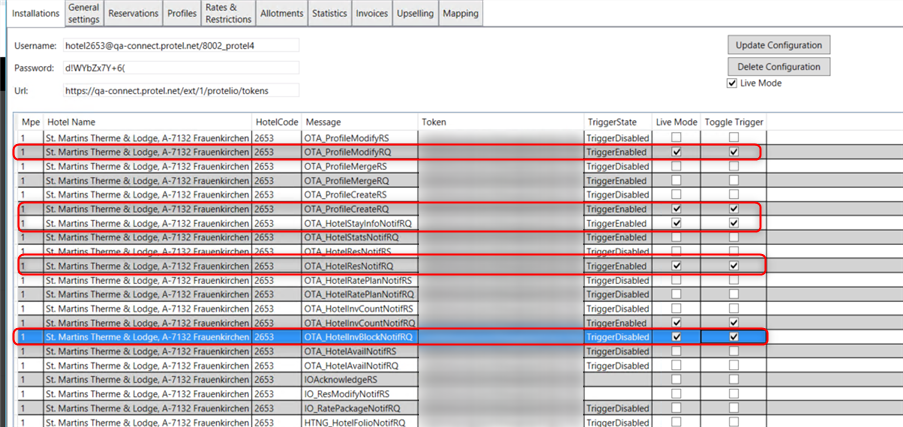 Installations General settings Reservations Profiles Rates & Restrictions Allotments Statistics Invoices Upselling Mapping
Username: hotel2653@qa-connect.protel.net/8002_protel4 Update Configuration
Password: d!WYbZx7Y+6( Delete Configuration
Live Mode
Url: https://qa-connect.protel.net/ext/1/protelio/tokens
Mpe Hotel Name HotelCode Message Token TriggerState Live Mode Toggle Trigger
1 St. Martins Therme & Lodge, A-7132 Frauenkirchen 2653 OTA_ProfileModifyRS TriggerDisabled
1 St. Martins Therme & Lodge, A-7132 Frauenkirchen 2653 OTA_ProfileModifyRQ TriggerEnabled
1 St. Martins Therme & Lodge, A-7132 Frauenkirchen 2653 OTA_ProfileMergeRS TriggerDisabled
1 St. Martins Therme & Lodge, A-7132 Frauenkirchen 2653 OTA_ProfileMergeRQ TriggerDisabled
1 St. Martins Therme & Lodge, A-7132 Frauenkirchen 2653 OTA_ProfileCreateRS TriggerDisabled
1 St. Martins Therme & Lodge, A-7132 Frauenkirchen 2653 OTA_ProfileCreateRQ TriggerEnabled
1 St. Martins Therme & Lodge, A-7132 Frauenkirchen 2653 OTA_HotelStayInfoNotifRQ TriggerEnabled
1 St. Martins Therme & Lodge, A-7132 Frauenkirchen 2653 OTA_HotelStatsNotifRQ TriggerDisabled
1 St. Martins Therme & Lodge, A-7132 Frauenkirchen 2653 OTA_HotelResNotifRS TriggerDisabled
1 St. Martins Therme & Lodge, A-7132 Frauenkirchen 2653 OTA_HotelResNotifRQ TriggerEnabled
1 St. Martins Therme & Lodge, A-7132 Frauenkirchen 2653 OTA_HotelRatePlanNotifRS TriggerDisabled
1 St. Martins Therme & Lodge, A-7132 Frauenkirchen 2653 OTA_HotelRatePlanNotifRQ TriggerDisabled
1 St. Martins Therme & Lodge, A-7132 Frauenkirchen 2653 OTA_HotelInvCountNotifRS TriggerDisabled
1 St. Martins Therme & Lodge, A-7132 Frauenkirchen 2653 OTA_HotelInvCountNotifRQ TriggerEnabled
1 St. Martins Therme & Lodge, A-7132 Frauenkirchen 2653 OTA_HotelInvBlockNotifRQ TriggerDisabled
1 St. Martins Therme & Lodge, A-7132 Frauenkirchen 2653 OTA_HotelAvailNotifRS TriggerDisabled
1 St. Martins Therme & Lodge, A-7132 Frauenkirchen 2653 OTA_HotelAvailNotifRQ TriggerDisabled
1 St. Martins Therme & Lodge, A-7132 Frauenkirchen 2653 IOAcknowledgeRS
1 St. Martins Therme & Lodge, A-7132 Frauenkirchen 2653 IO_ResModifyNotifRS
1 St. Martins Therme & Lodge, A-7132 Frauenkirchen 2653 IO_RatePackageNotifRQ TriggerDisabled
1 St. Martins Therme & Lodge, A-7132 Frauenkirchen 2653 HTNG_HotelFolioNotifRQ TriggerDisabled